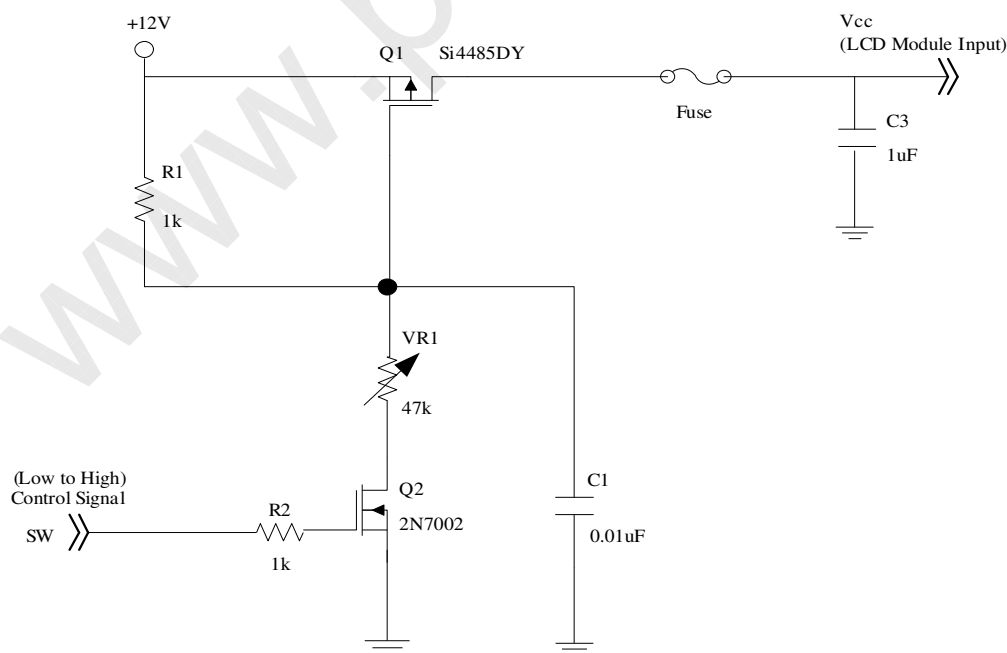 www.p
+12V
Q1
Si4485DY
Vcc
(LCD Module Input)
Fuse
C3
1uF
R1
1k
VR1
47k
(Low to High)
Control Signal
SW
R2
1k
Q2
2N7002
C1
0.01uF